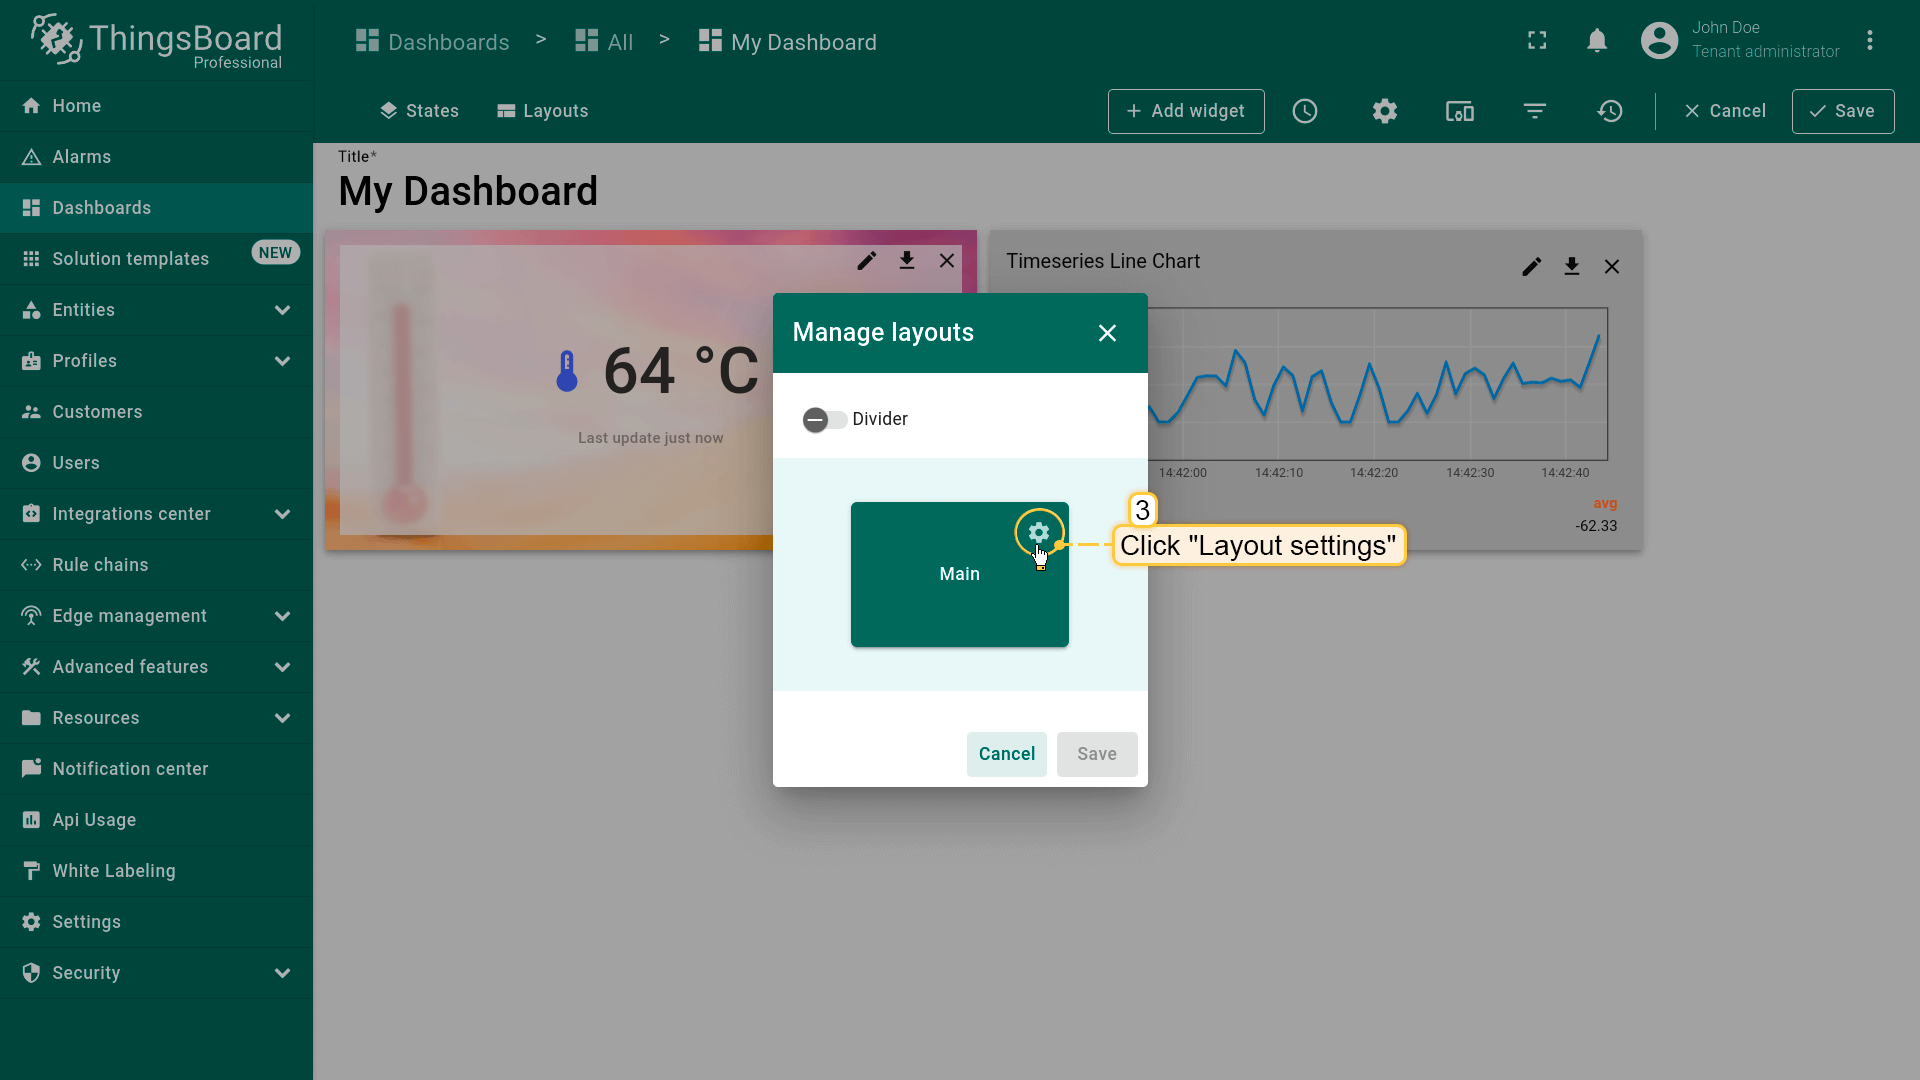 ThingsBoard
Professional
Dashboards > All > My Dashboard
John Doe
Tenant administrator
States
Layouts
+ Add widget
Cancel
Save
Home
Alarms
Dashboards
Solution templates
NEW
Entities
Profiles
Customers
Users
Integrations center
Rule chains
Edge management
Advanced features
Resources
Notification center
Api Usage
White Labeling
Settings
Security
Title*
My Dashboard
64 °C
Last update just now
Timeseries Line Chart
14:42:00 14:42:10 14:42:20 14:42:30 14:42:40
avg
-62.33
Manage layouts
Divider
Main
3
Click "Layout settings"
Cancel
Save